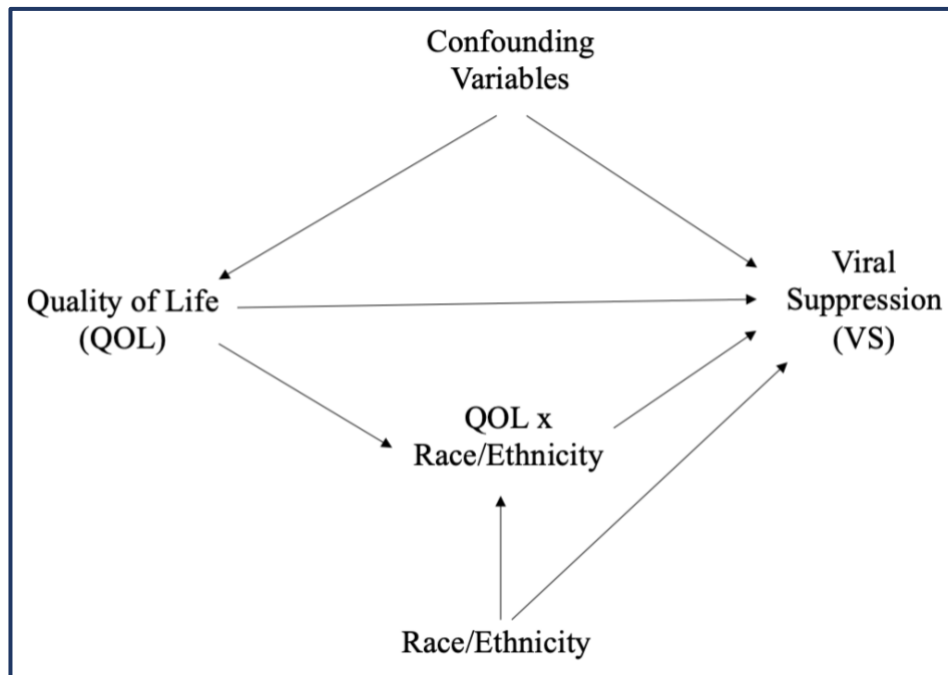 Confounding
Variables
Quality of Life
(QOL)
Viral
Suppression
(VS)
QOL x
Race/Ethnicity
Race/Ethnicity